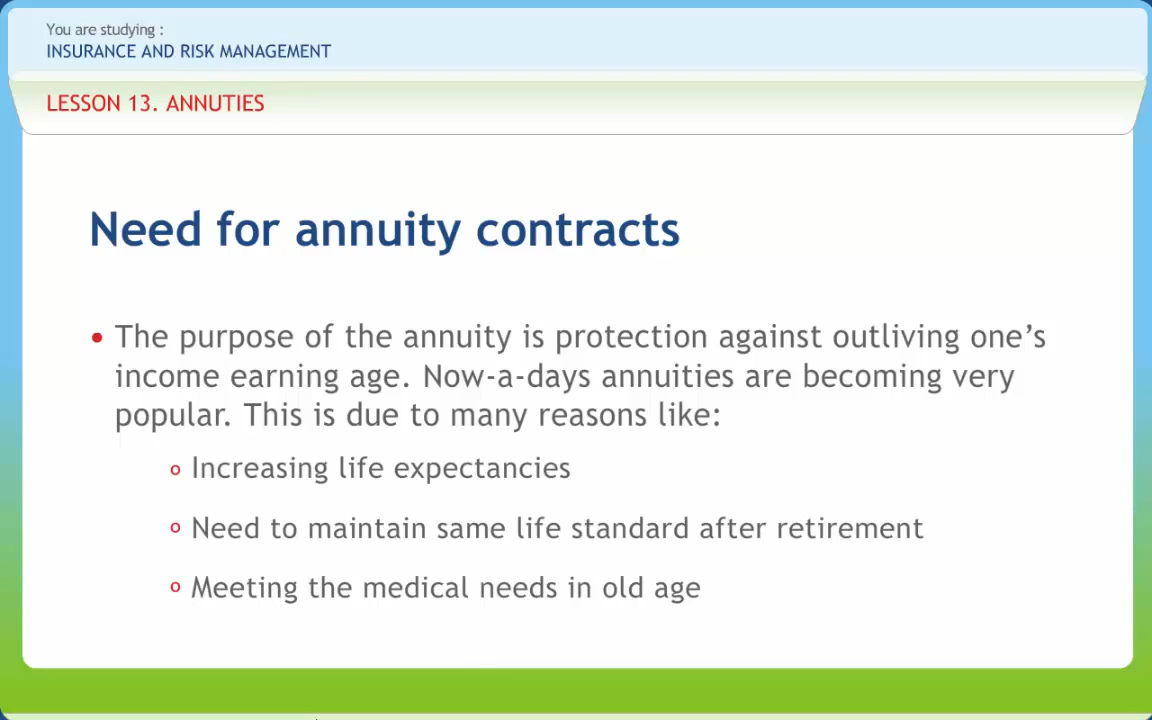 You are studying :
INSURANCE AND RISK MANAGEMENT
LESSON 13. ANNUTIES
Need for annuity contracts
• The purpose of the annuity is protection against outliving one’s
income earning age. Now-a-days annuities are becoming very
popular. This is due to many reasons like:
o Increasing life expectancies
o Need to maintain same life standard after retirement
o Meeting the medical needs in old age